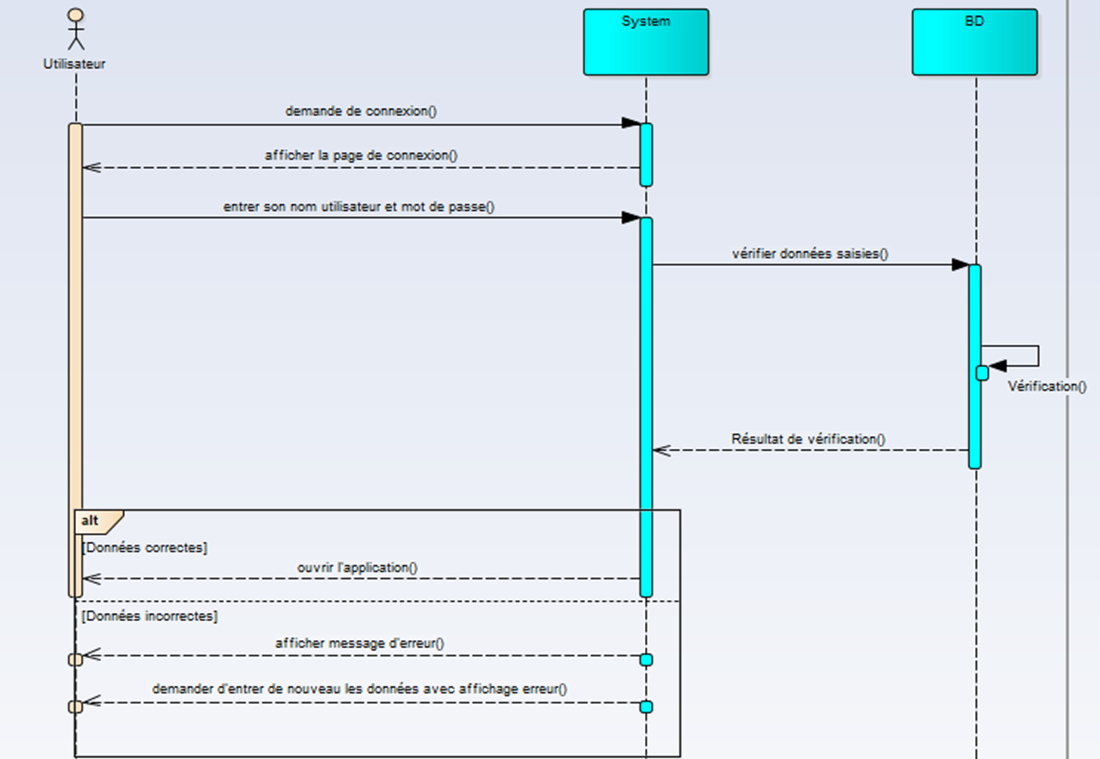 System
BD
Utilisateur
demande de connexion()
afficher la page de connexion()
entrer son nom utilisateur et mot de passe()
vérifier données saisies()
Vérification()
Résultat de vérification()
alt
[Données correctes]
ouvrir l'application()
[Données incorrectes]
afficher message d'erreur()
demander d'entrer de nouveau les données avec affichage erreur()